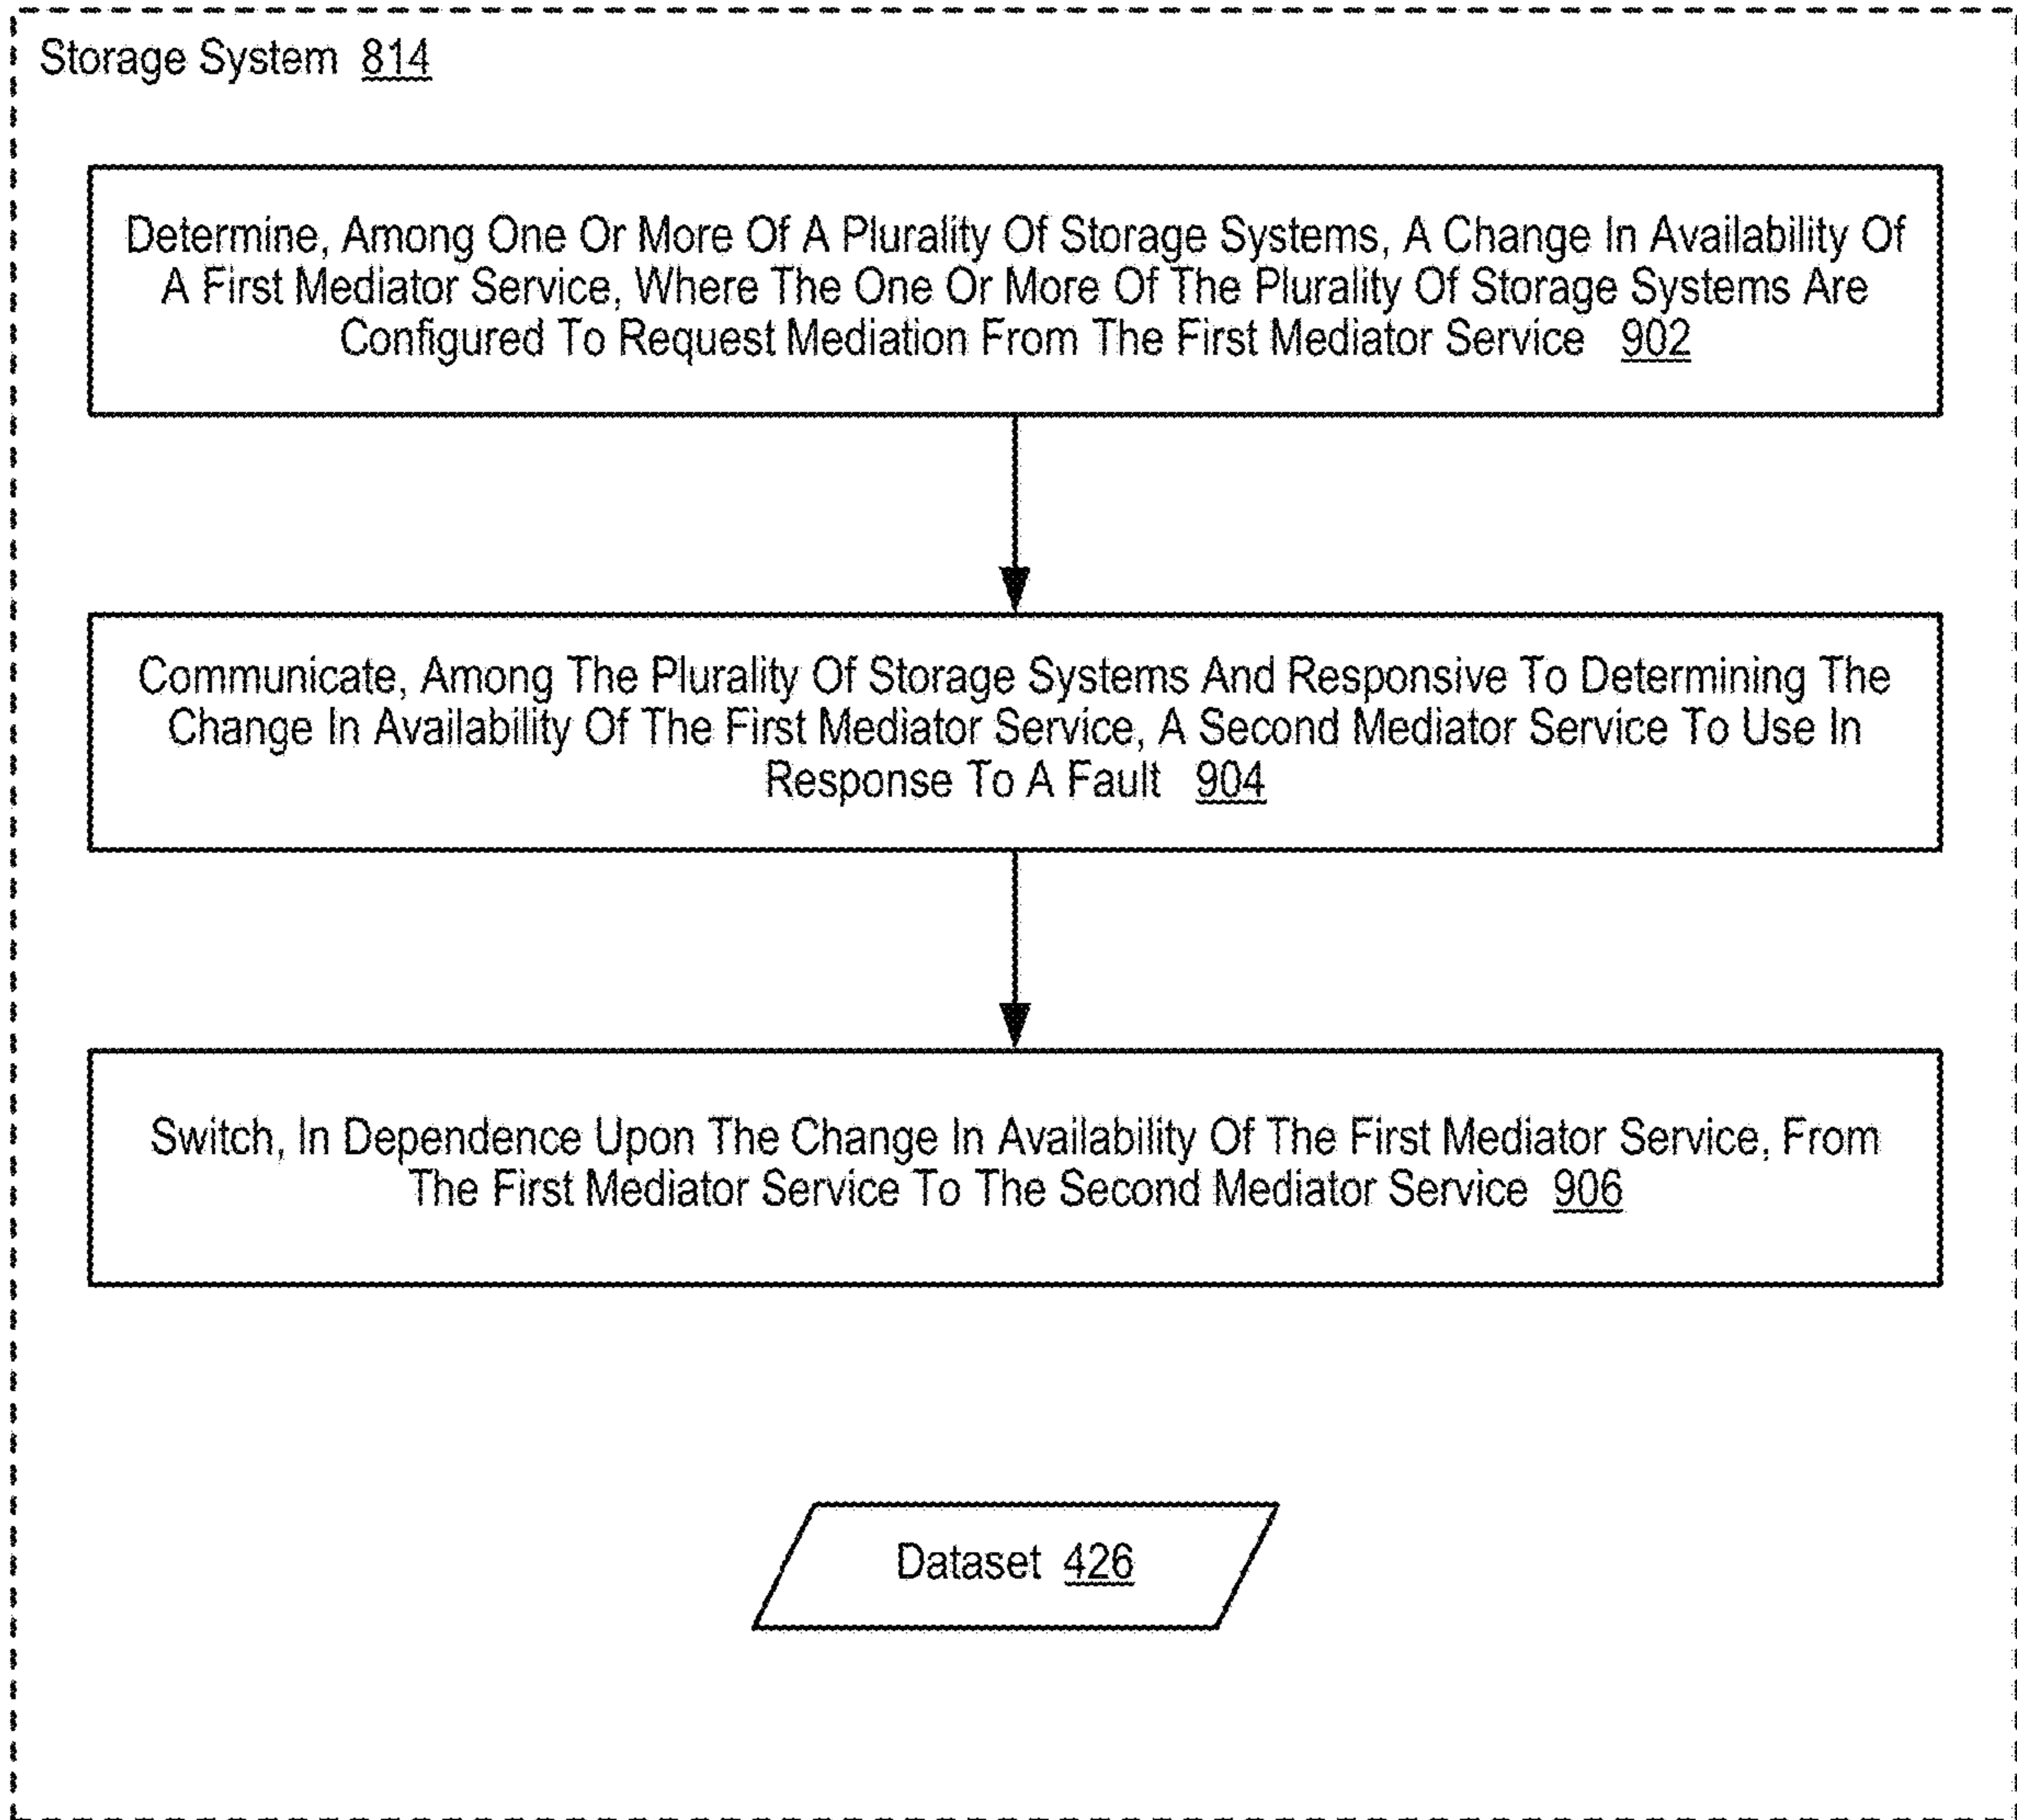 Storage System 814
Determine, Among One Or More Of A Plurality Of Storage Systems, A Change In Availability Of
A First Mediator Service, Where The One Or More Of The Plurality Of Storage Systems Are
Configured To Request Mediation From The First Mediator Service 902
Communicate, Among The Plurality Of Storage Systems And Responsive To Determining The
Change In Availability Of The First Mediator Service, A Second Mediator Service To Use In
Response To A Fault 904
Switch, In Dependence Upon The Change In Availability Of The First Mediator Service, From
The First Mediator Service To The Second Mediator Service 906
Dataset 426